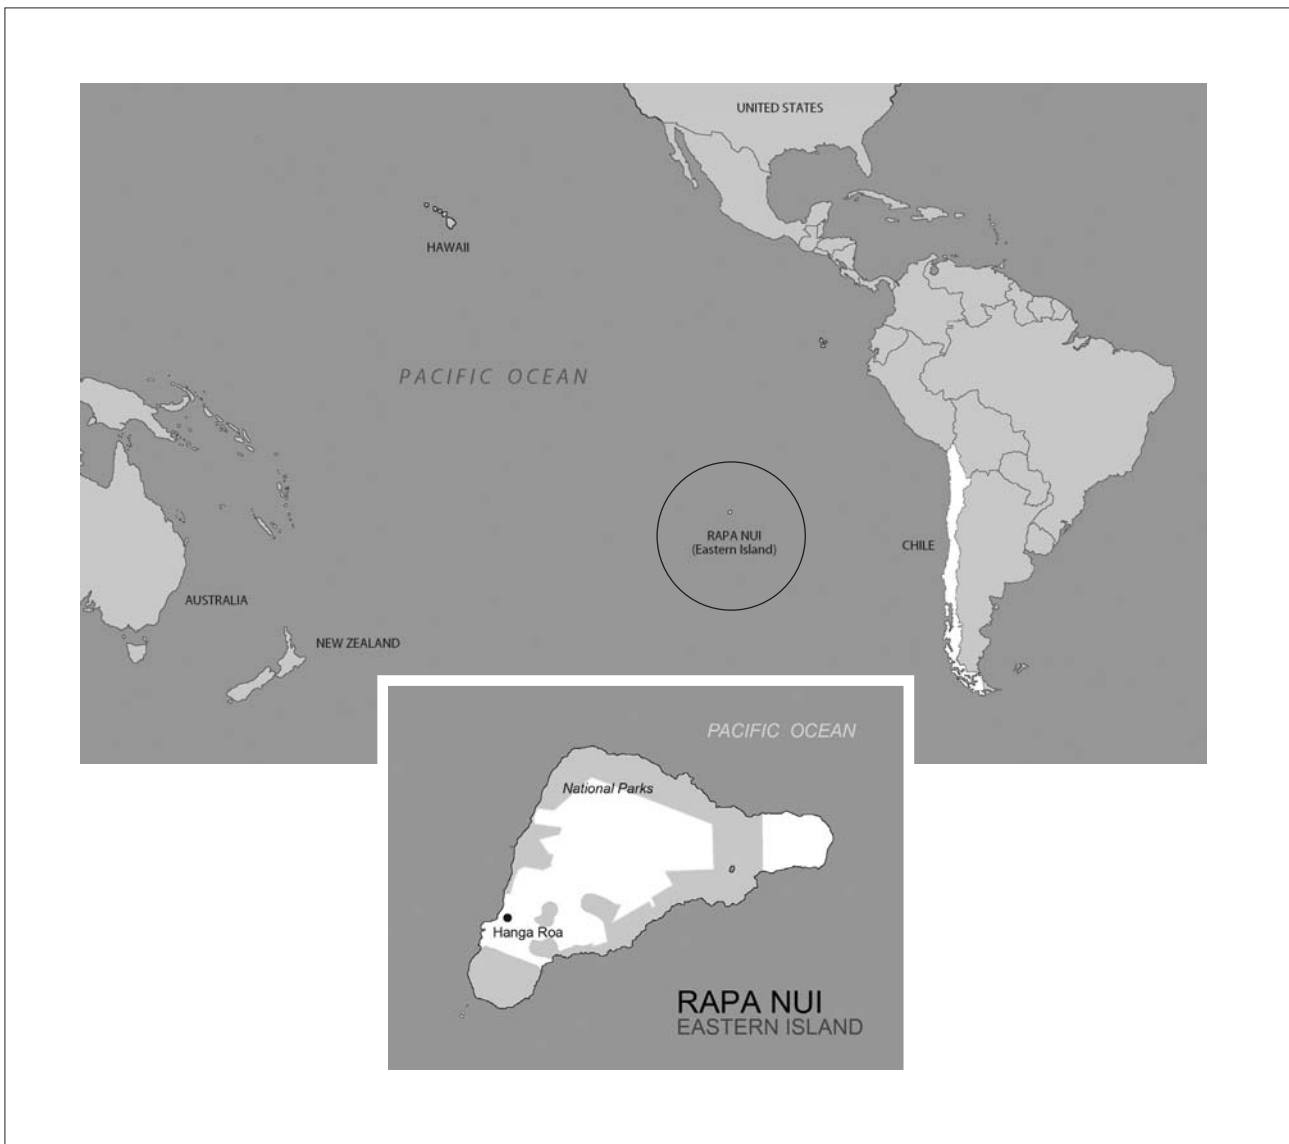 UNITED STATES
HAWAII
PACIFIC OCEAN
RAPA NUI
(Eastern Island)
CHILE
AUSTRALIA
NEW ZEALAND
PACIFIC OCEAN
National Parks
Hanga Roa
RAPA NUI
EASTERN ISLAND